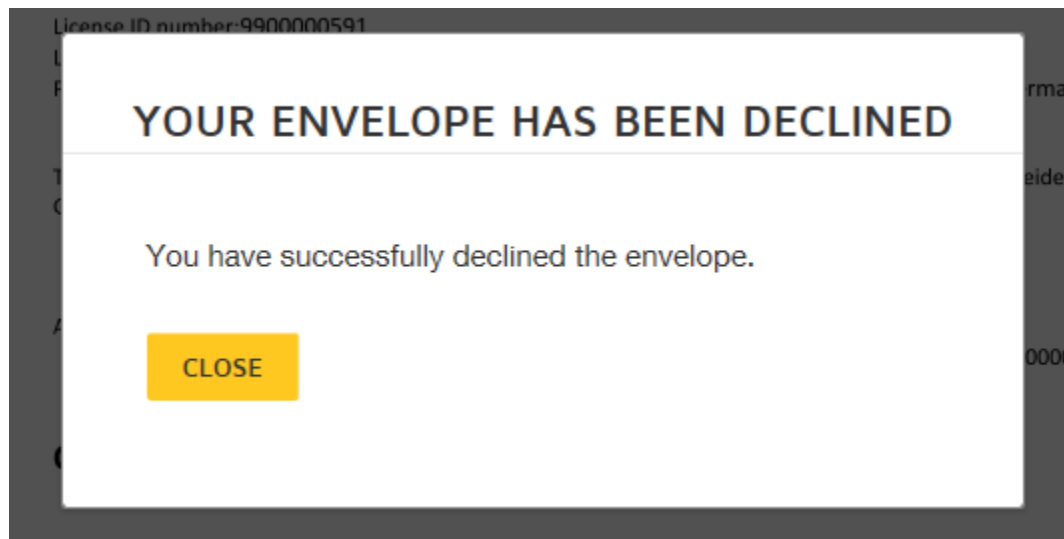 License ID number:9900000591
YOUR ENVELOPE HAS BEEN DECLINED
You have successfully declined the envelope.
CLOSE